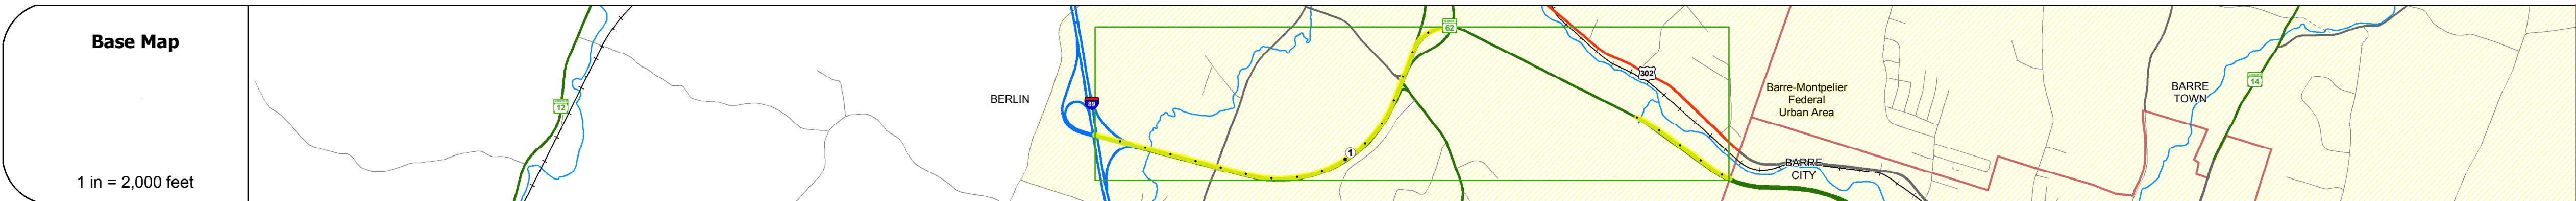 Base Map
1 in = 2,000 feet
12
BERLIN
89
1
62
302
Barre-Montpelier
Federal
Urban Area
BARRE
CITY
BARRE
TOWN
14